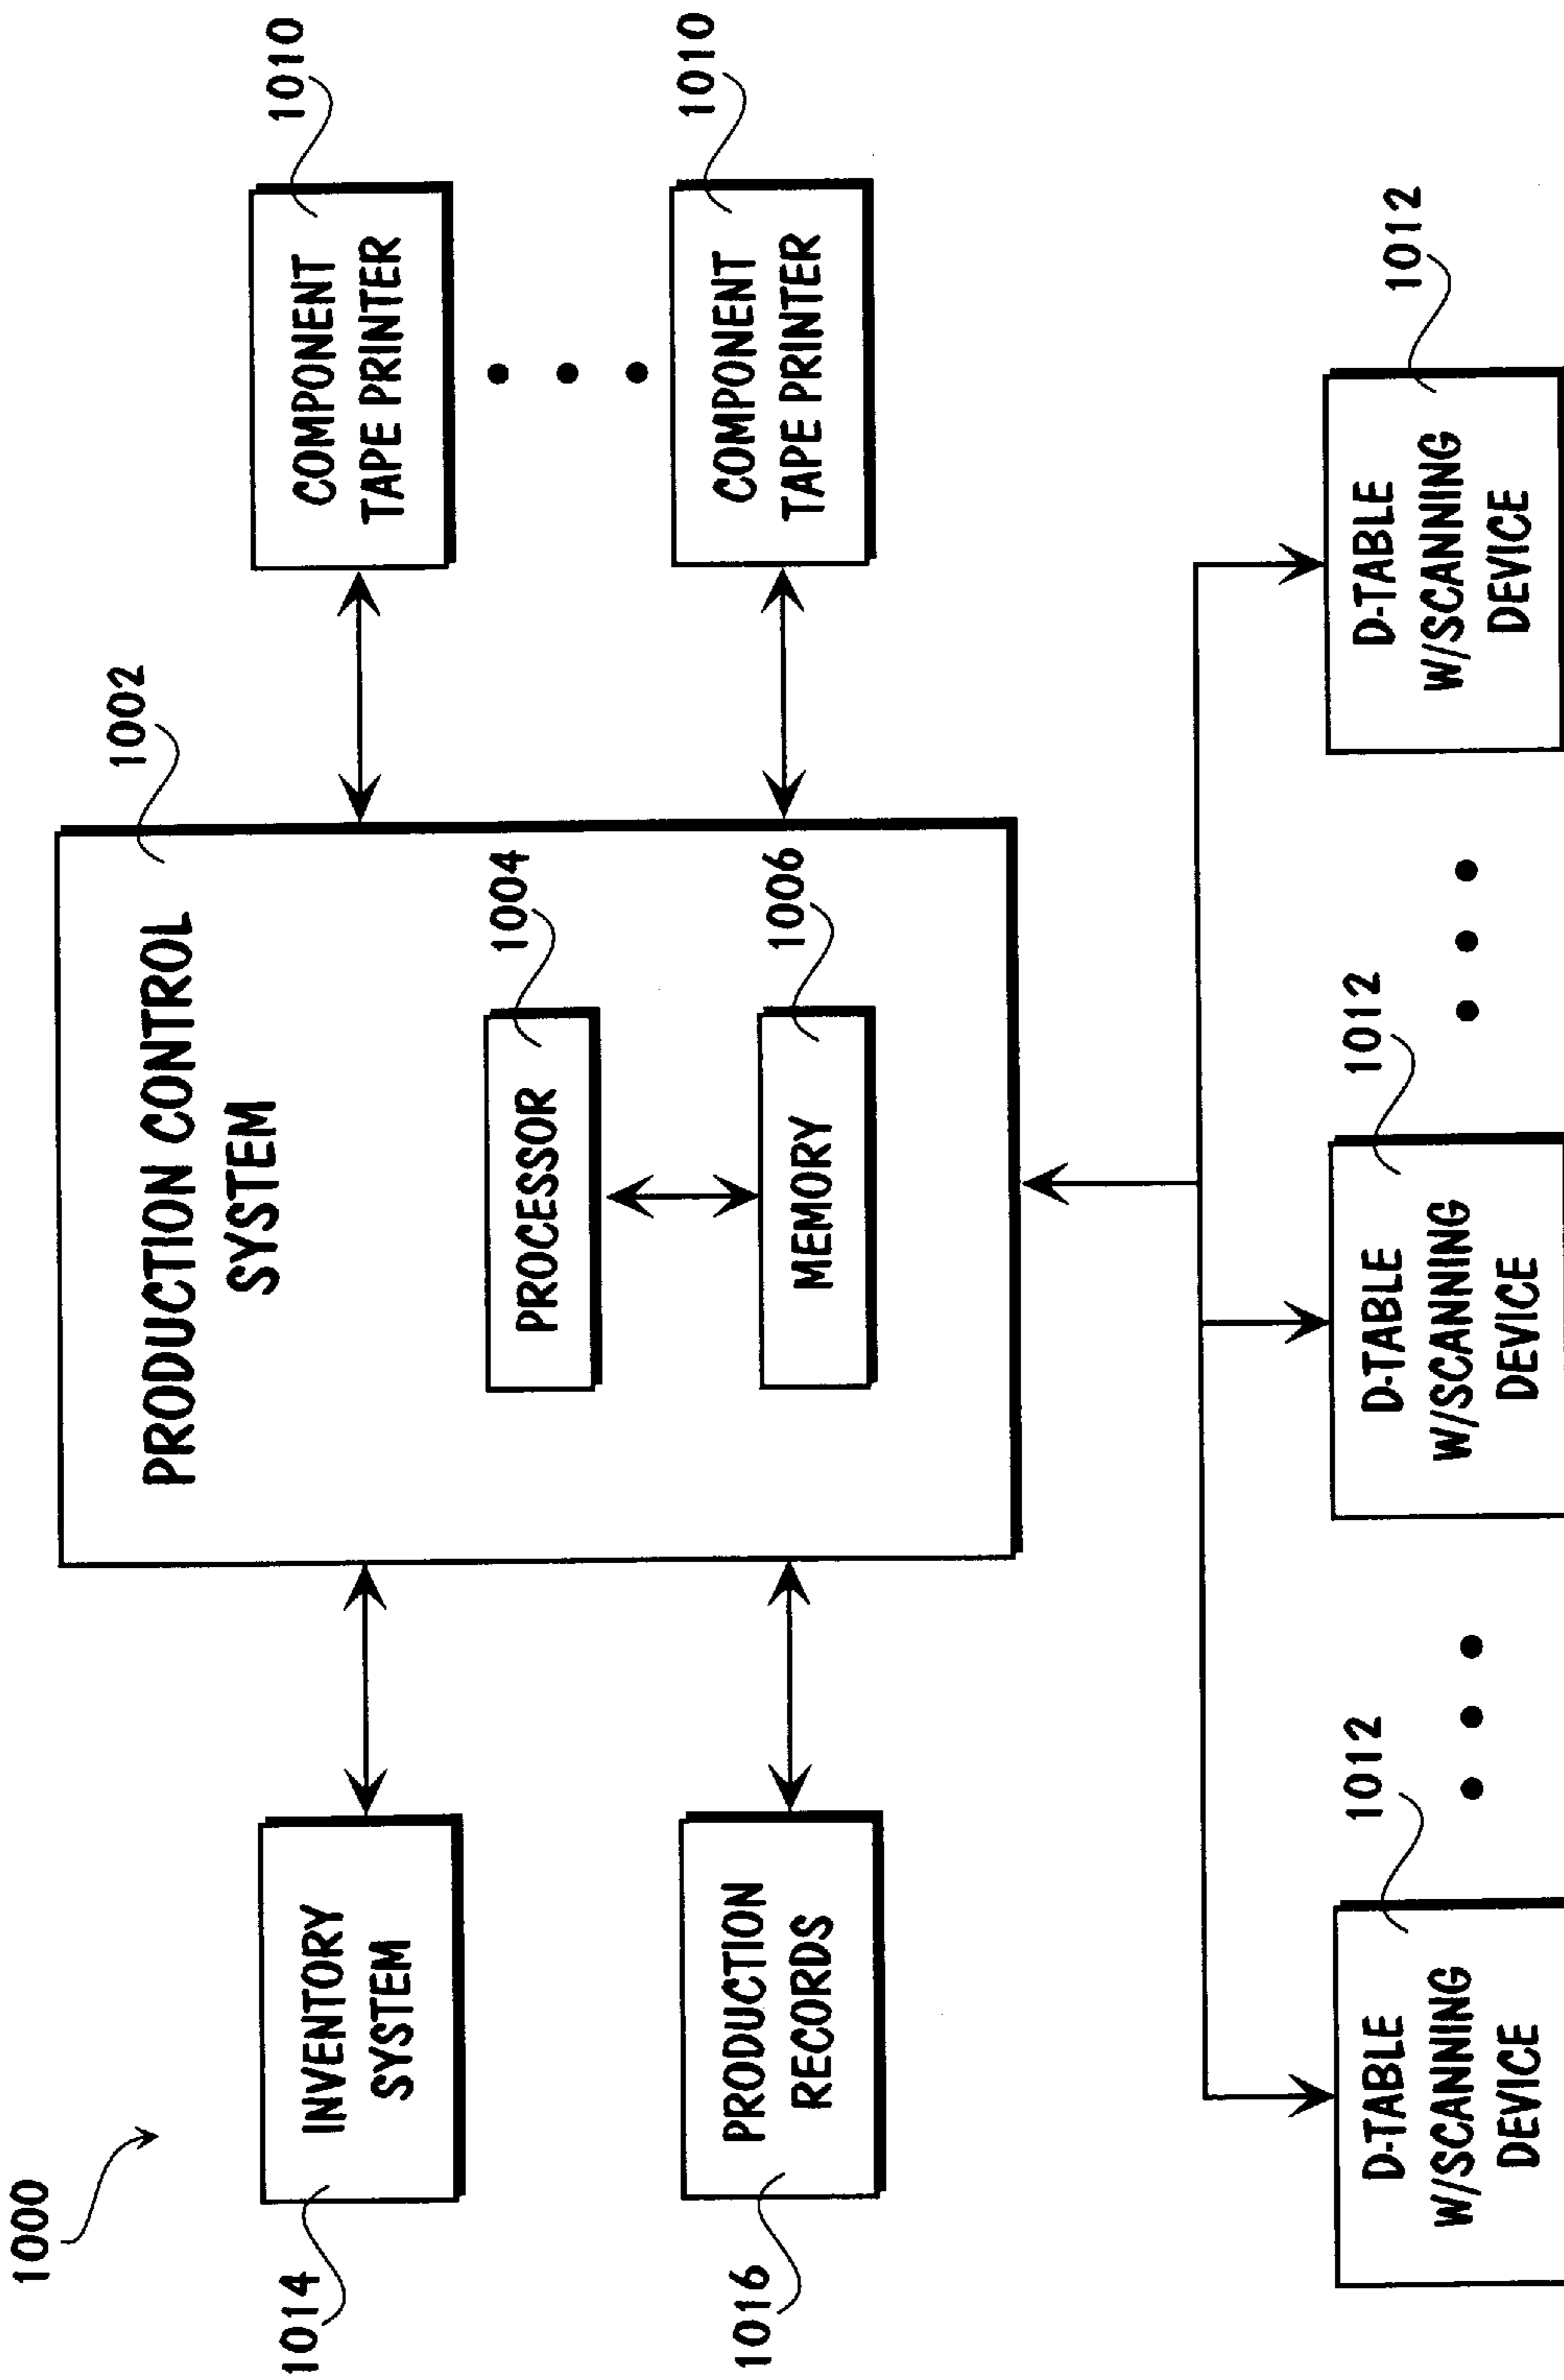 1000
1002
PRODUCTION CONTROL
SYSTEM
1014
INVENTORY
SYSTEM
1004
PROCESSOR
1010
COMPONENT
TAPE PRINTER
1016
PRODUCTION
RECORDS
1006
MEMORY
1010
COMPONENT
TAPE PRINTER
1012
D-TABLE
W/SCANNING
DEVICE
1012
D-TABLE
W/SCANNING
DEVICE
1012
D-TABLE
W/SCANNING
DEVICE